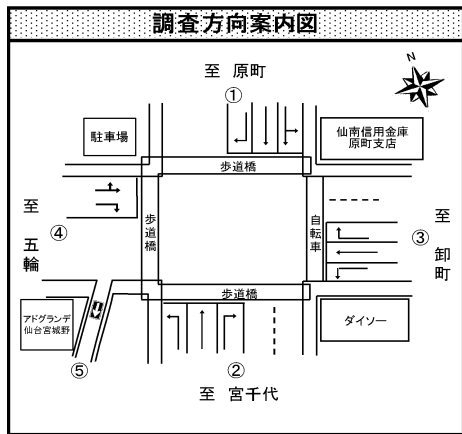 調査方向案内図
N
至 原町
①
駐車場
仙南信用金庫
原町支店
歩道橋
至 五輪
④
歩道橋
自転車
③
至 卸町
歩道橋
アドグランデ
仙台宮城野
ダイソー
⑤
②
至 宮千代